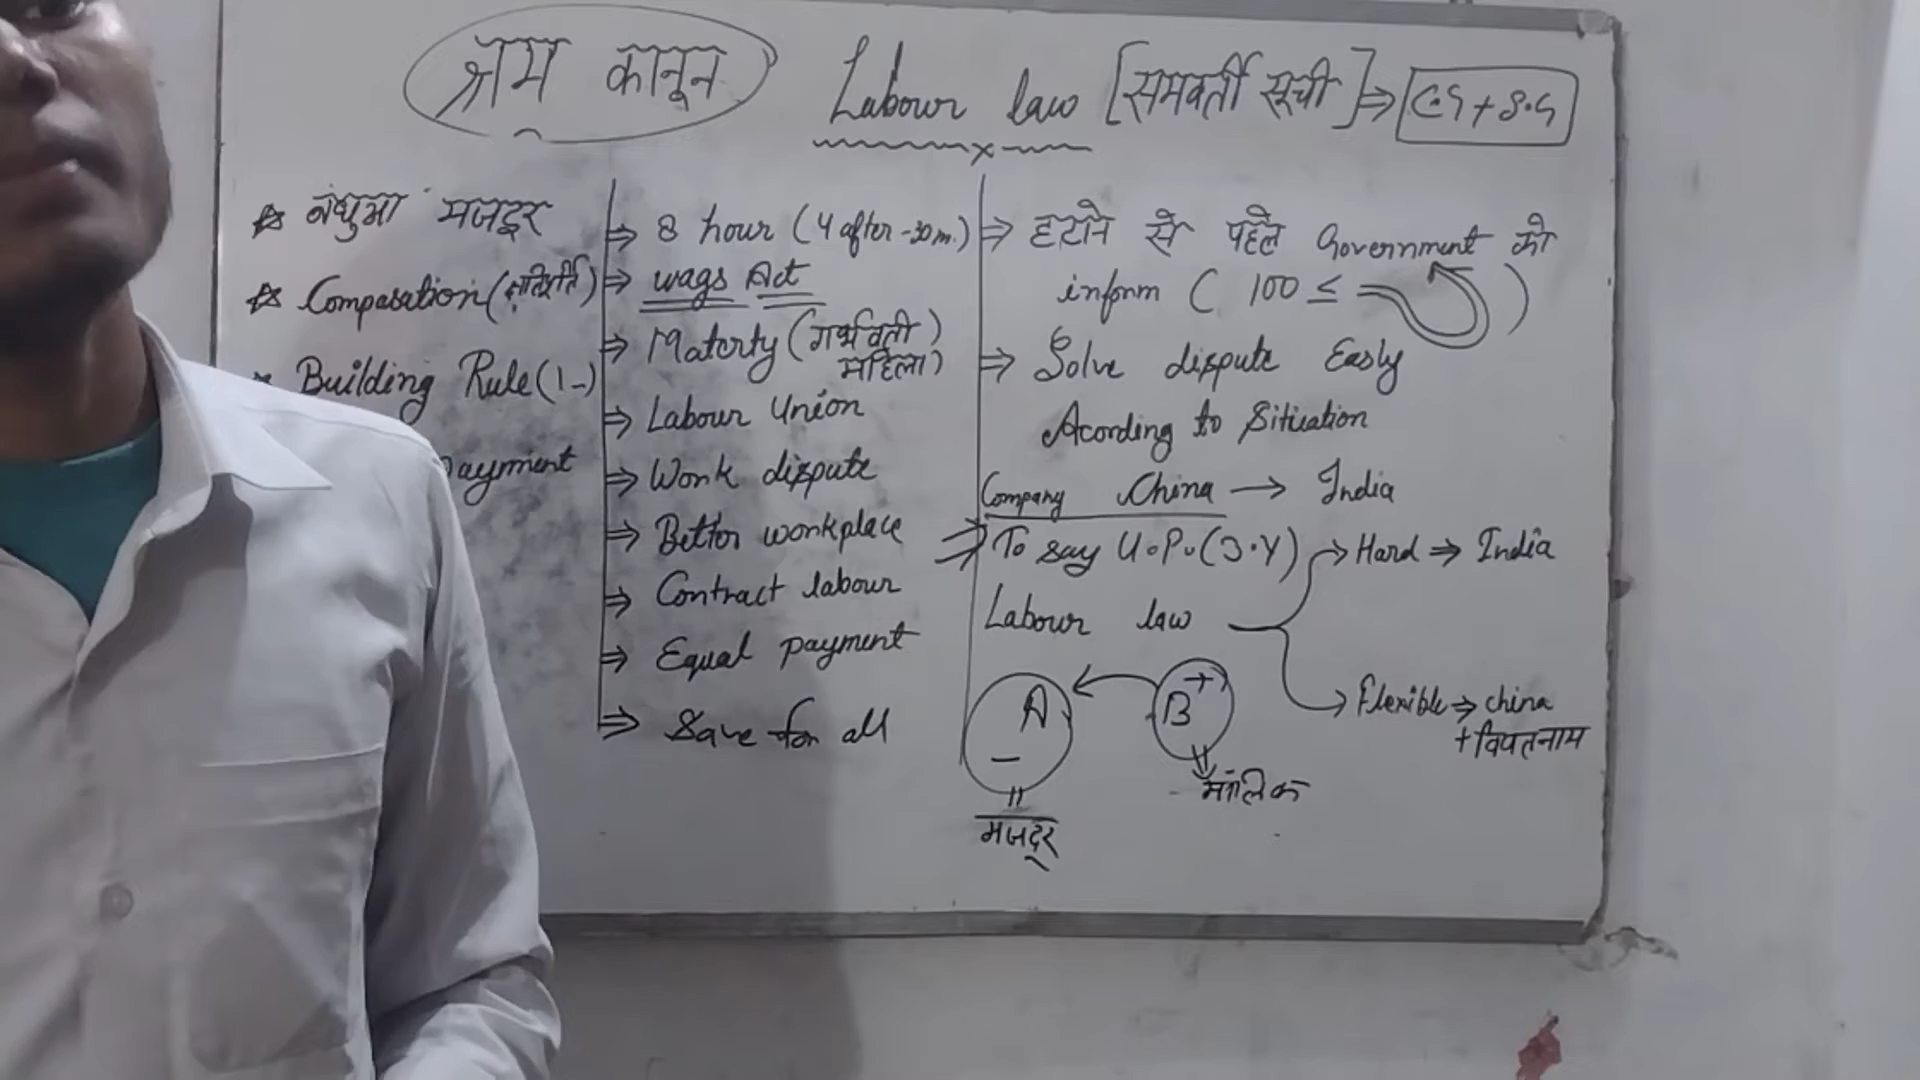 श्रम कानून Labour law [समवर्ती सूची] ⇒ C.G + S.G
☆ बंधुआ मजदूर
☆ Compasation (क्षतिपूर्ति)
Building Rule (1-)
payment
⇒ 8 hour (4 after -30m.)
⇒ wags Act
⇒ Materty (गर्भवती
महिला)
⇒ Labour Union
⇒ Work dispute
⇒ Better workplace
⇒ Contract labour
⇒ Equal payment
⇒ Save for all
⇒ हटाने से पहले Government को
inform ( 100 ≤ )
⇒ Solve dispute Easly
Acording to Situation
Company China → India
⇒ To say U.P. (3.Y)
Labour law
→ Hard ⇒ India
→ Flexible ⇒ china
+ वियतनाम
A -
मजदूर
B +
मालिक